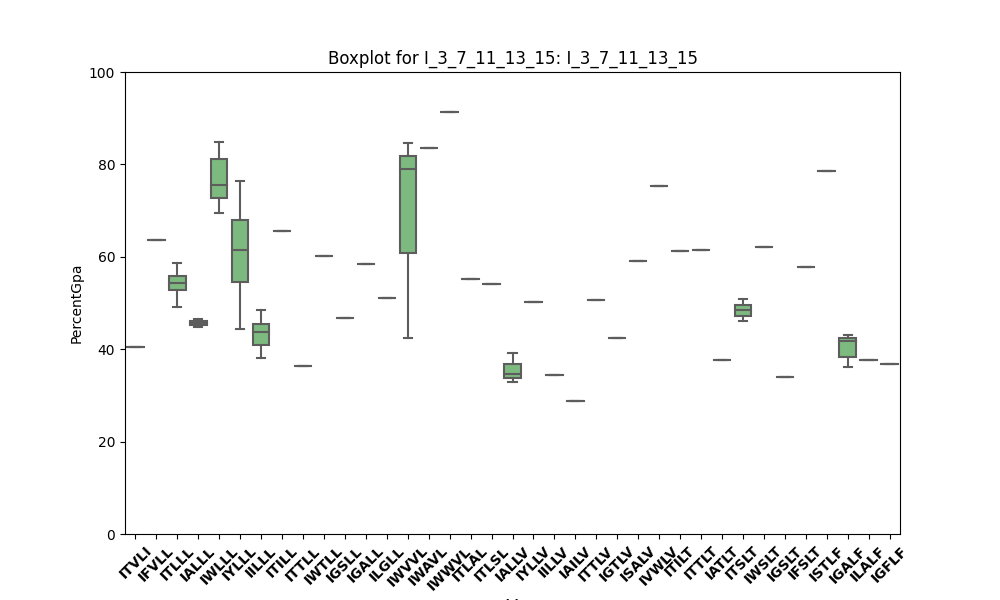 Boxplot for I_3_7_11_13_15: I_3_7_11_13_15
PercentGpa
100
80
60
40
20
0
ITVLI
IFVLL
ITLLL
IALLL
IWLLL
IYLLL
IILLL
ITILL
ITTLL
IWTLL
IGSLL
IGALL
ILGLL
IWVVL
IWAVL
IWWVL
ITLAL
ITLSL
IALLV
IYLLV
IILLV
IAILV
ITTLV
IGTLV
ISALV
IVWLV
ITILT
ITTLT
IATLT
ITSLT
IWSLT
IGSLT
IFSLT
ISTLF
IGALF
ILALF
IGFLF